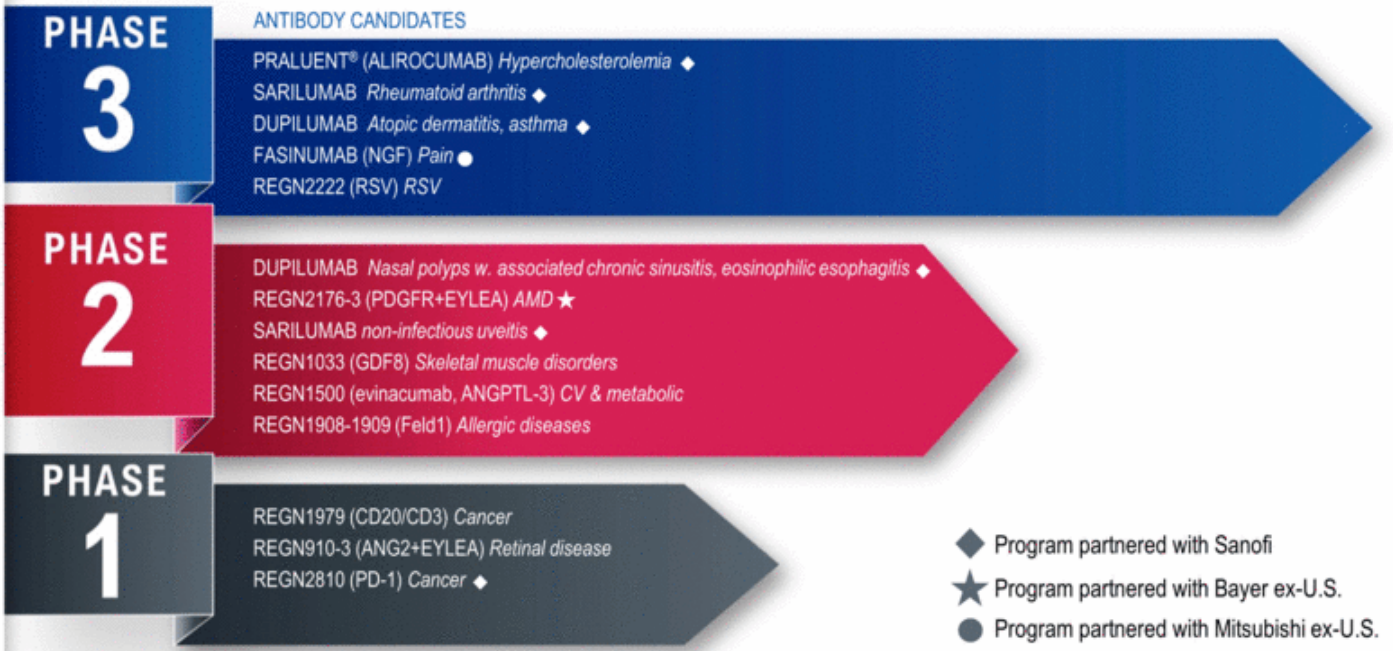 ANTIBODY CANDIDATES
PHASE
3
PRALUENT® (ALIROCUMAB) Hypercholesterolemia ◆
SARILUMAB Rheumatoid arthritis ◆
DUPILUMAB Atopic dermatitis, asthma ◆
FASINUMAB (NGF) Pain ●
REGN2222 (RSV) RSV
PHASE
2
DUPILUMAB Nasal polyps w. associated chronic sinusitis, eosinophilic esophagitis ◆
REGN2176-3 (PDGFR+EYLEA) AMD ★
SARILUMAB non-infectious uveitis ◆
REGN1033 (GDF8) Skeletal muscle disorders
REGN1500 (evinacumab, ANGPTL-3) CV & metabolic
REGN1908-1909 (Feld1) Allergic diseases
PHASE
1
REGN1979 (CD20/CD3) Cancer
REGN910-3 (ANG2+EYLEA) Retinal disease
REGN2810 (PD-1) Cancer ◆
◆ Program partnered with Sanofi
★ Program partnered with Bayer ex-U.S.
● Program partnered with Mitsubishi ex-U.S.